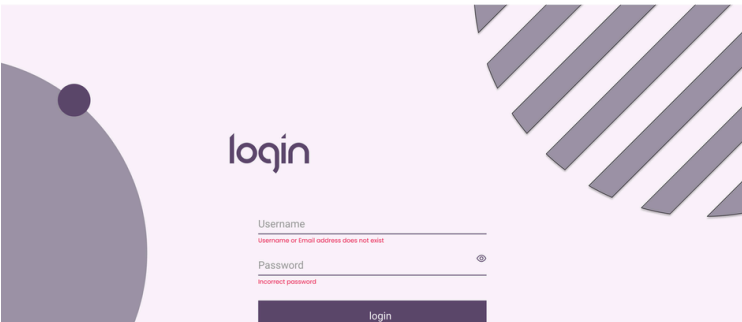 login
Username
Username or Email address does not exist
Password
Incorrect password
login